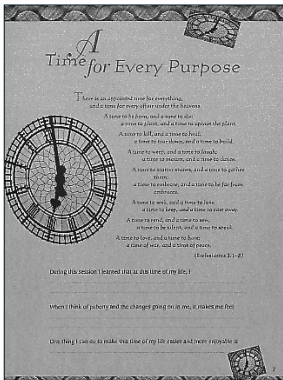 A
Time
for Every Purpose
There is an appointed time for everything,
and a time for every affair under the heavens.
A time to be born, and a time to die;
a time to plant, and a time to uproot the plant.
A time to kill, and a time to heal;
a time to tear down, and a time to build.
A time to weep, and a time to laugh;
a time to mourn, and a time to dance.
A time to scatter stones, and a time to gather
them;
a time to embrace, and a time to be far from
embraces.
A time to seek, and a time to lose;
a time to keep, and a time to cast away.
A time to rend, and a time to sew;
a time to be silent, and a time to speak.
A time to love, and a time to hate;
a time of war, and a time of peace.
(Ecclesiastes 3:1–8)
During this session I learned that at this time of my life, I
When I think of puberty and the changes going on in me, it makes me feel
One thing I can do to make this time of my life easier and more enjoyable is